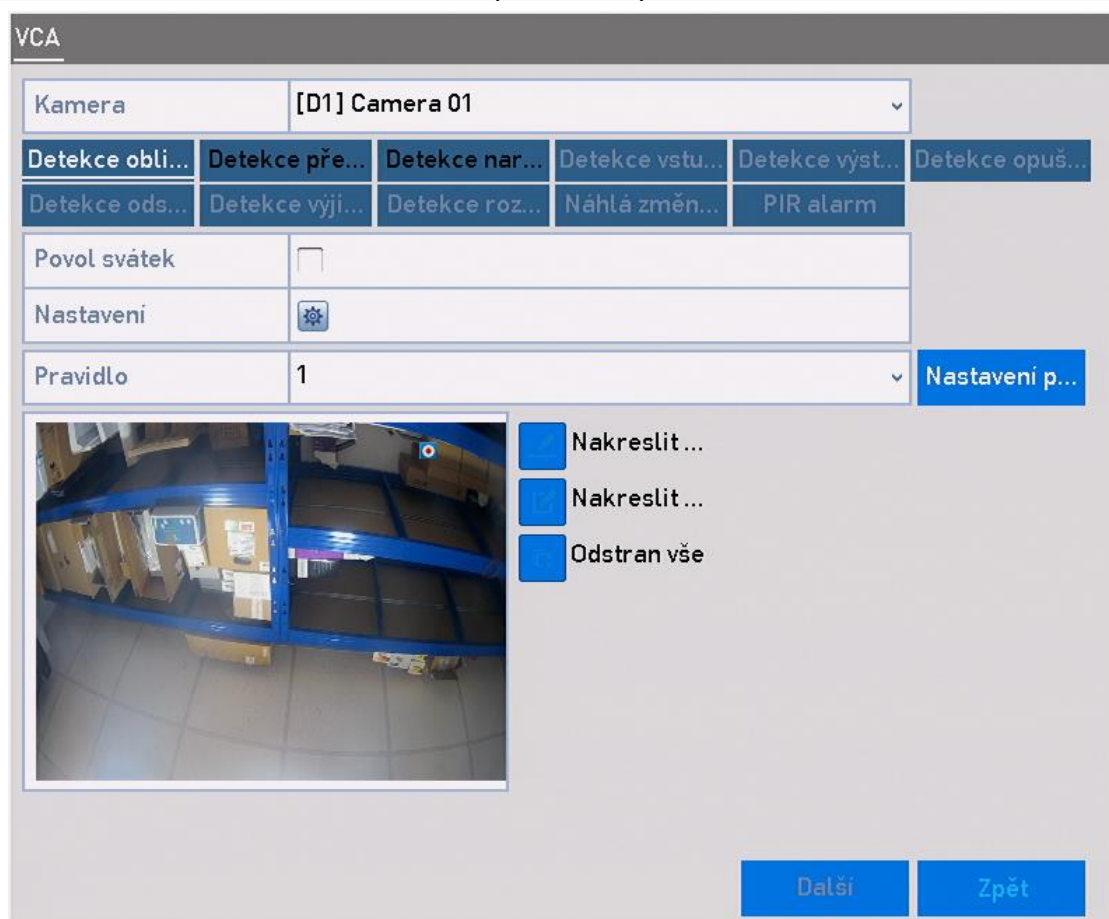 VCA
Kamera [D1] Camera 01
Detekce obli... Detekce pře... Detekce nar... Detekce vstu... Detekce výst... Detekce opuš...
Detekce ods... Detekce výji... Detekce roz... Náhlá změn... PIR alarm
Povol svátek
Nastavení
Pravidlo 1 Nastavení p...
Nakreslit...
Nakreslit...
Odstran vše
Další Zpět